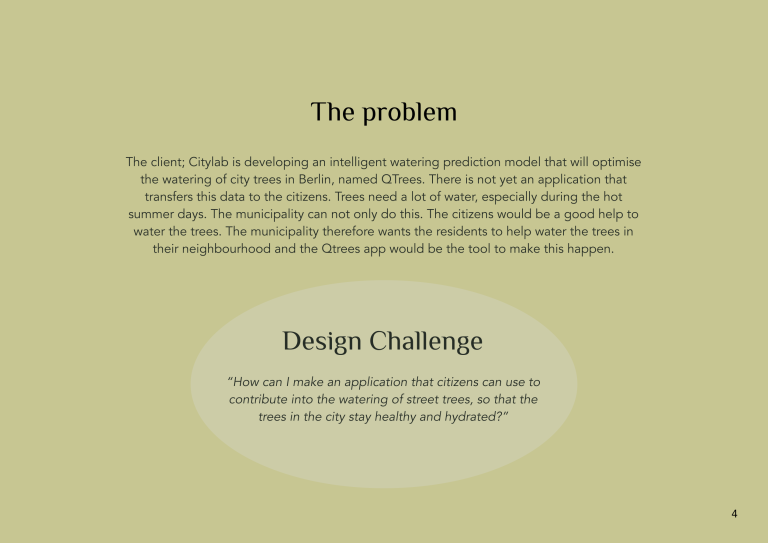 The problem
The client; Citylab is developing an intelligent watering prediction model that will optimise
the watering of city trees in Berlin, named QTrees. There is not yet an application that
transfers this data to the citizens. Trees need a lot of water, especially during the hot
summer days. The municipality can not only do this. The citizens would be a good help to
water the trees. The municipality therefore wants the residents to help water the trees in
their neighbourhood and the Qtrees app would be the tool to make this happen.
Design Challenge
“How can I make an application that citizens can use to
contribute into the watering of street trees, so that the
trees in the city stay healthy and hydrated?”
4